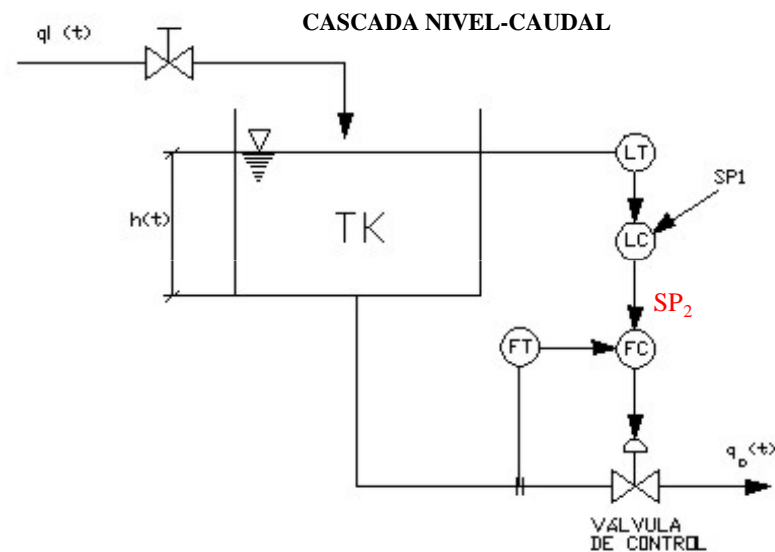 CASCADA NIVEL-CAUDAL
qI (t)
LT
SP1
h(t)
TK
LC
SP2
FT
FC
qo(t)
VALVULA
DE CONTROL